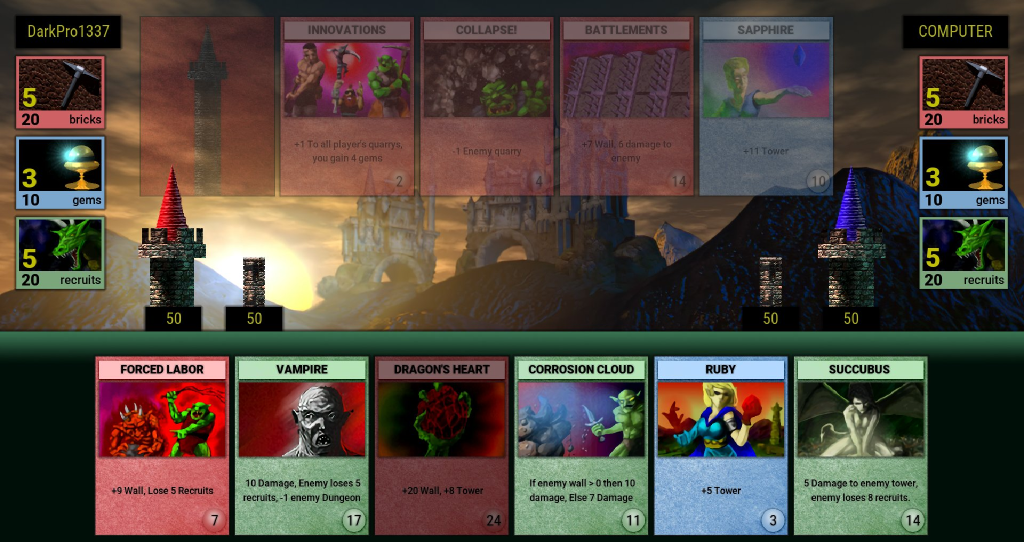 DarkPro1337
COMPUTER
5
20 bricks
3
10 gems
5
20 recruits
INNOVATIONS
+1 To all player's quarrys,
you gain 4 gems
2
COLLAPSE!
-1 Enemy quarry
4
BATTLEMENTS
+7 Wall, 6 damage to
enemy
14
SAPPHIRE
+11 Tower
10
5
20 bricks
3
10 gems
5
20 recruits
50
50
50
50
FORCED LABOR
+9 Wall, Lose 5 Recruits
7
VAMPIRE
10 Damage, Enemy loses 5
recruits, -1 enemy Dungeon
17
DRAGON'S HEART
+20 Wall, +8 Tower
24
CORROSION CLOUD
If enemy wall > 0 then 10
damage, Else 7 Damage
11
RUBY
+5 Tower
3
SUCCUBUS
5 Damage to enemy tower,
enemy loses 8 recruits.
14